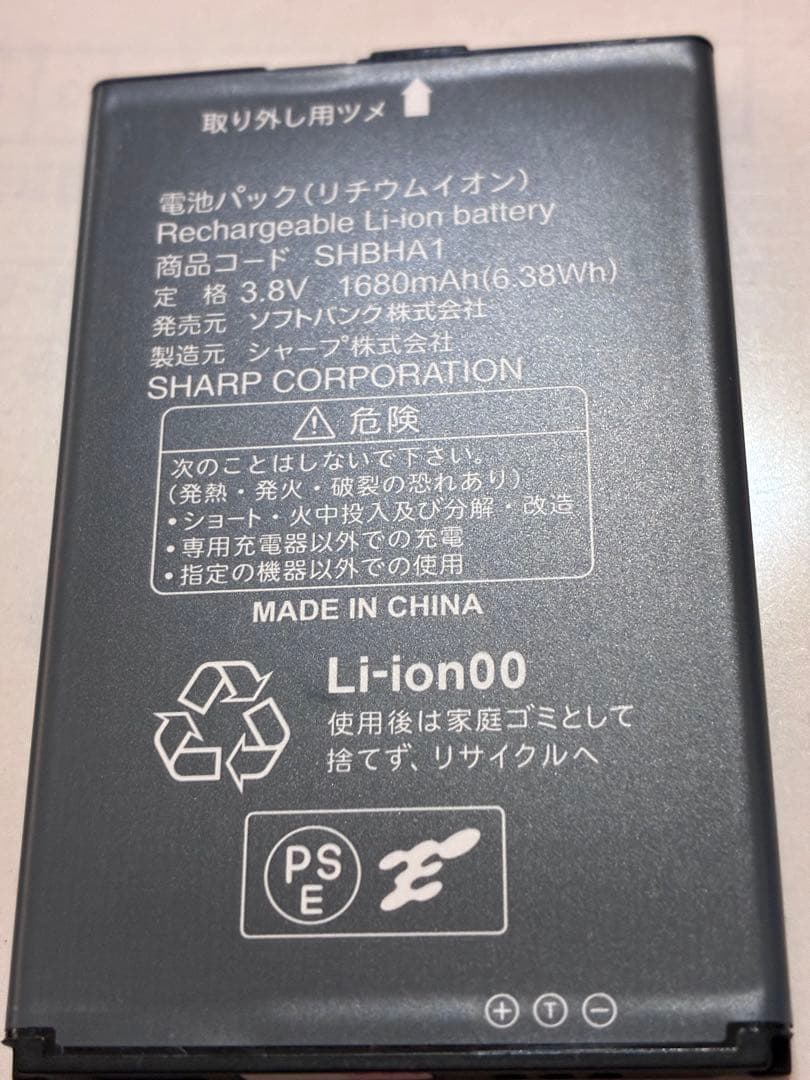 取り外し用ツメ
電池パック(リチウムイオン)
Rechargeable Li-ion battery
商品コード SHBHA1
定 格 3.8V 1680mAh(6.38Wh)
発売元 ソフトバンク株式会社
製造元 シャープ株式会社
SHARP CORPORATION
危険
次のことはしないで下さい。
(発熱・発火・破裂の恐れあり)
・ショート・火中投入及び分解・改造
・専用充電器以外での充電
・指定の機器以外での使用
MADE IN CHINA
Li-ion00
使用後は家庭ゴミとして
捨てず、リサイクルへ
PS
E
+ T −